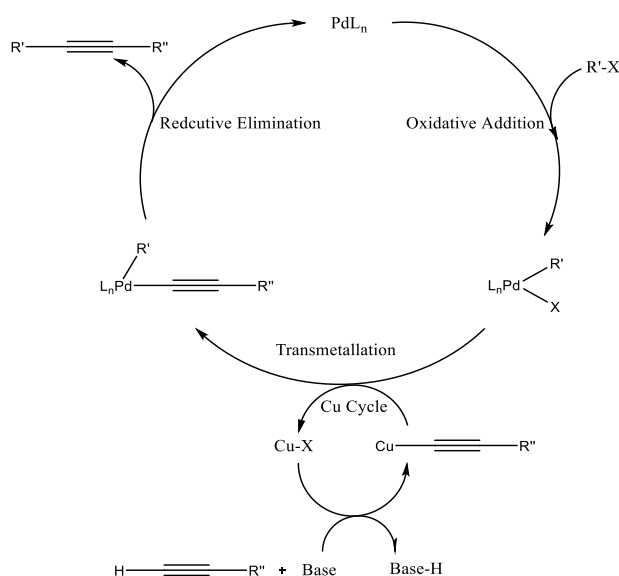 PdLn
R' R''
R'-X
Redcutive Elimination
Oxidative Addition
R'
LnPd R''
R'
LnPd
X
Transmetallation
Cu Cycle
Cu-X
Cu R''
H R'' + Base
Base-H